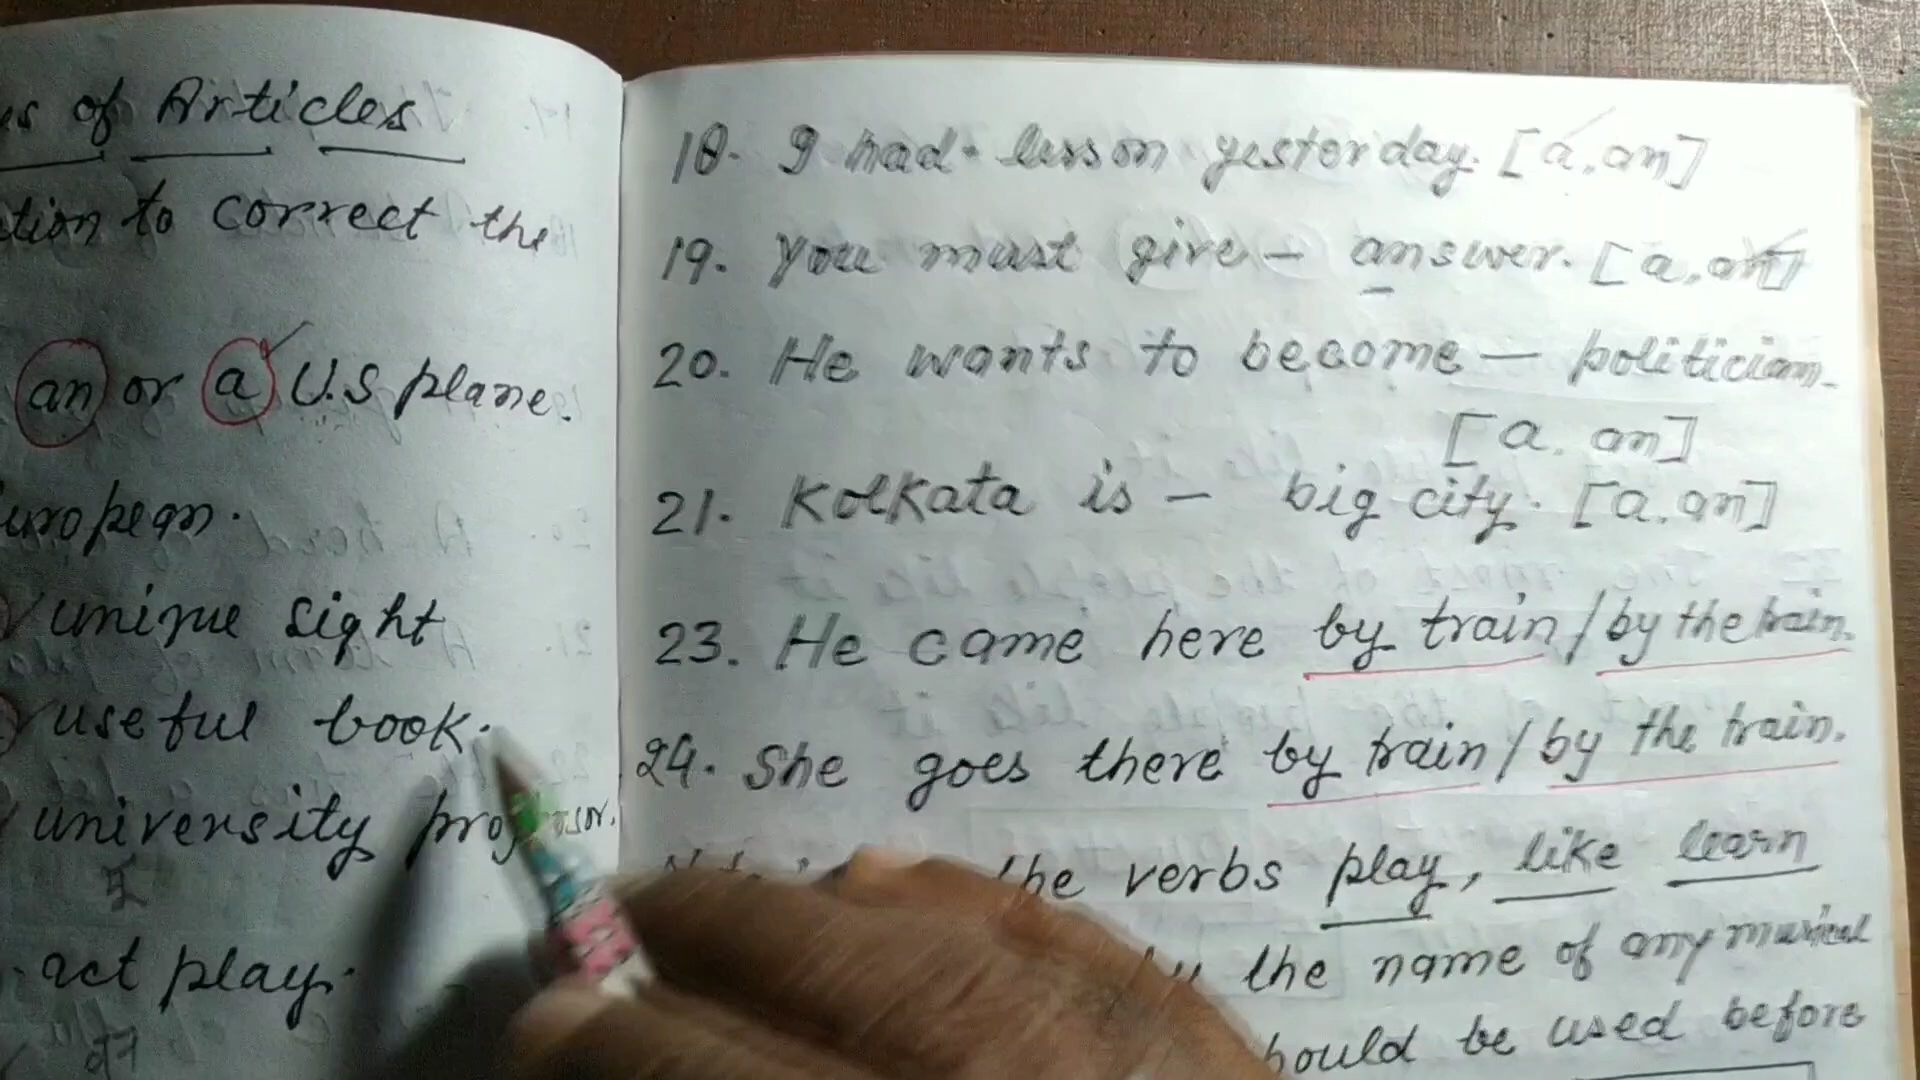 es of Articles
tion to correct the
an or a U.S plane.
uropean.
unique sight
useful book.
university
act play.
18. I had - lesson yesterday. [a, an]
19. You must give - answer. [a, an]
20. He wants to become - politician.
[a, an]
21. Kolkata is - big city. [a, an]
23. He came here by train / by the train.
24. She goes there by train / by the train.
the verbs play, like learn
the name of any musical
hould be used before